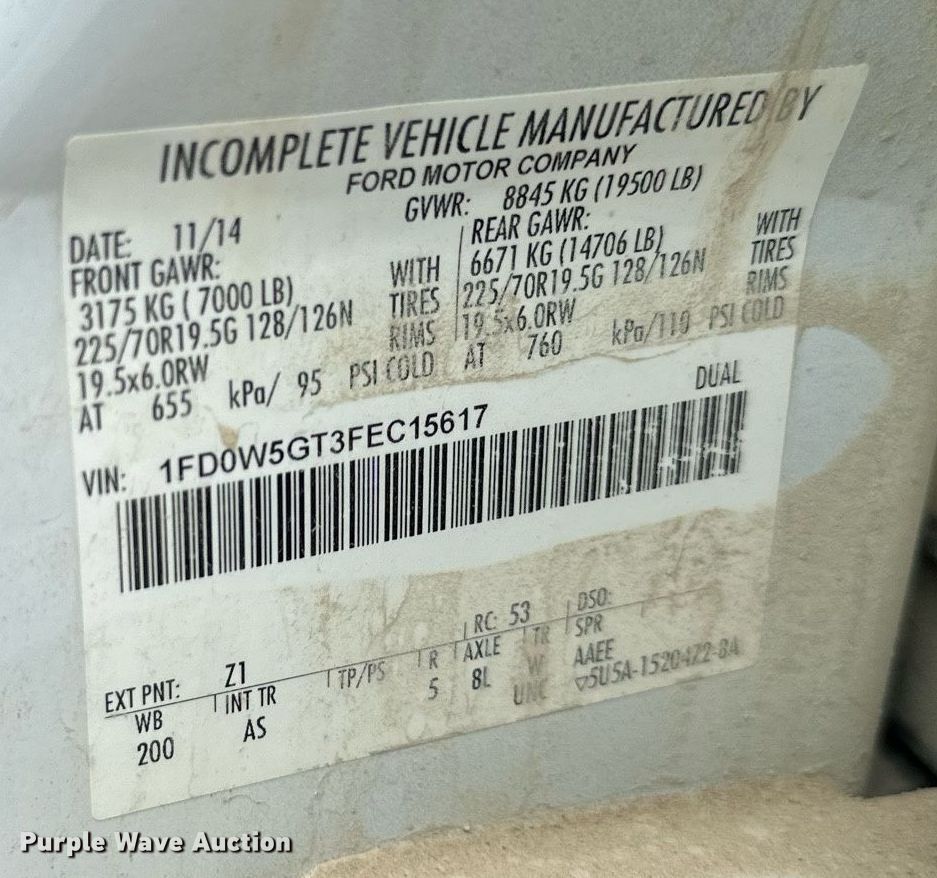 INCOMPLETE VEHICLE MANUFACTURED BY
FORD MOTOR COMPANY
GVWR: 8845 KG (19500 LB)
DATE: 11/14
FRONT GAWR:
3175 KG ( 7000 LB) WITH
225/70R19.5G 128/126N TIRES
19.5x6.0RW RIMS
AT 655 kPa/ 95 PSI COLD
REAR GAWR:
6671 KG (14706 LB) WITH
225/70R19.5G 128/126N TIRES
19.5x6.0RW RIMS
AT 760 kPa/110 PSI COLD
DUAL
VIN: 1FD0W5GT3FEC15617
EXT PNT: Z1 RC: 53 DSO:
WB INT TR TP/PS R AXLE TR SPR
200 AS 5 8L W AAEE
UNC ▽5U5A-1520472-BA
Purple Wave Auction